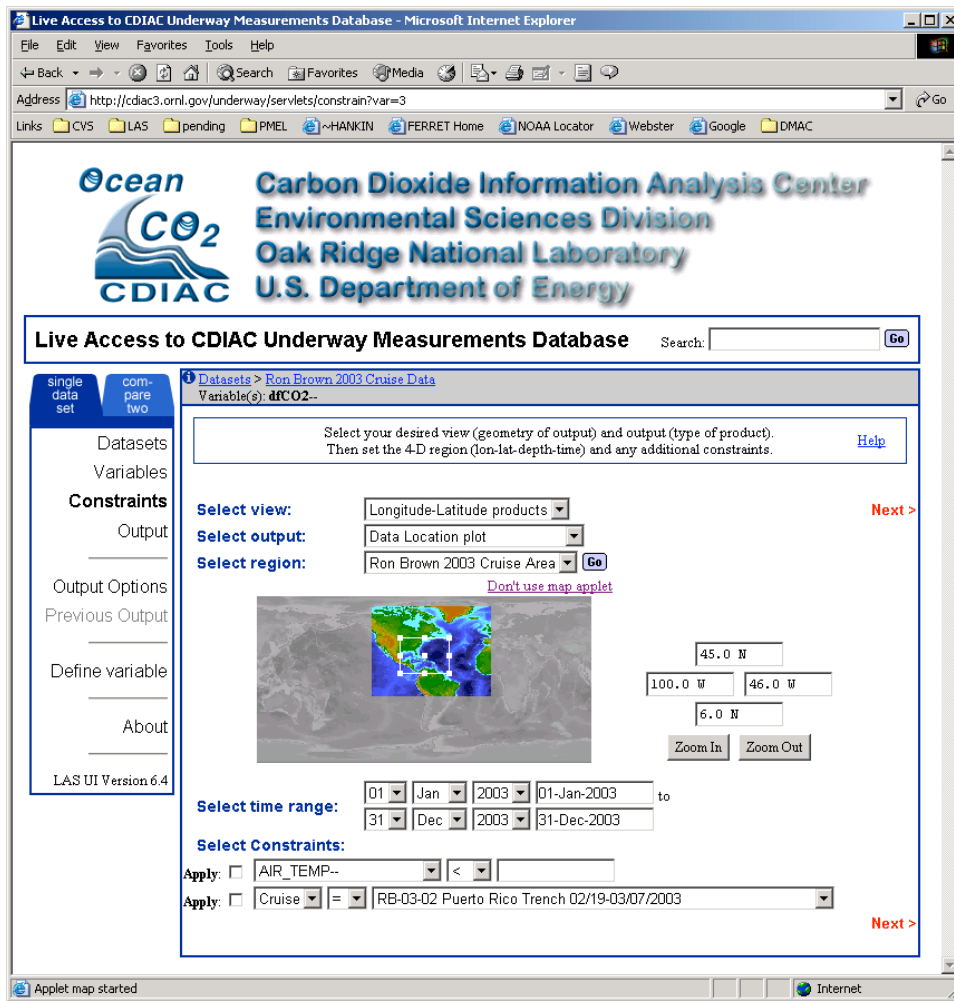 Live Access to CDIAC Underway Measurements Database - Microsoft Internet Explorer
File Edit View Favorites Tools Help
Back Search Favorites Media
Address http://cdiac3.ornl.gov/underway/servlets/constrain?var=3 Go
Links CVS LAS pending PMEL ~HANKIN FERRET Home NOAA Locator Webster Google DMAC
Ocean CO2 CDIAC
Carbon Dioxide Information Analysis Center
Environmental Sciences Division
Oak Ridge National Laboratory
U.S. Department of Energy
Live Access to CDIAC Underway Measurements Database Search: Go
single data set
com-pare two
Datasets > Ron Brown 2003 Cruise Data
Variable(s): dfCO2--
Select your desired view (geometry of output) and output (type of product).
Then set the 4-D region (lon-lat-depth-time) and any additional constraints.
Help
Datasets
Variables
Constraints
Output
Output Options
Previous Output
Define variable
About
LAS UI Version 6.4
Select view: Longitude-Latitude products Next >
Select output: Data Location plot
Select region: Ron Brown 2003 Cruise Area Go
Don't use map applet
45.0 N
100.0 W 46.0 W
6.0 N
Zoom In Zoom Out
Select time range:
01 Jan 2003 01-Jan-2003 to
31 Dec 2003 31-Dec-2003
Select Constraints:
Apply: AIR_TEMP-- <
Apply: Cruise = RB-03-02 Puerto Rico Trench 02/19-03/07/2003
Next >
Applet map started Internet